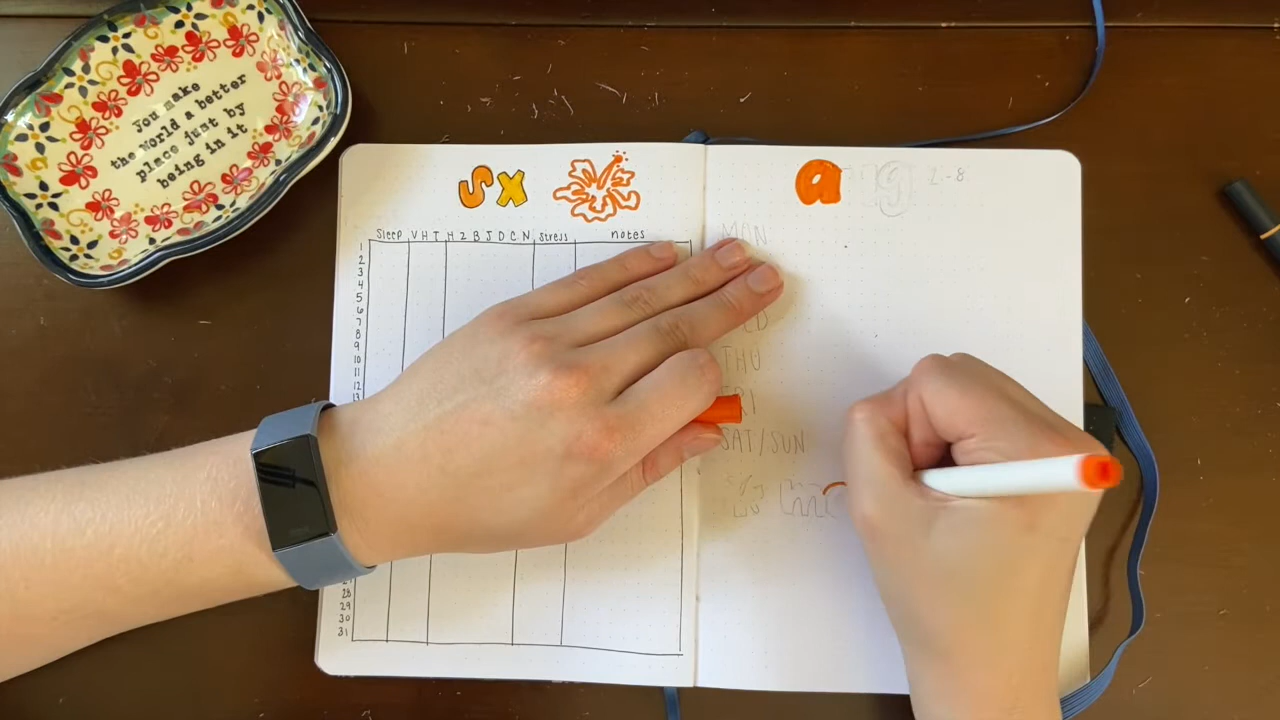 You make
the world a better
place just by
being in it
Sx
a g 1-8
Sleep V H T H 2 B J D C N Stress notes
1
2
3
4
5
6
7
8
9
10
11
12
13
28
29
30
31
MON
THU
FRI
SAT/SUN